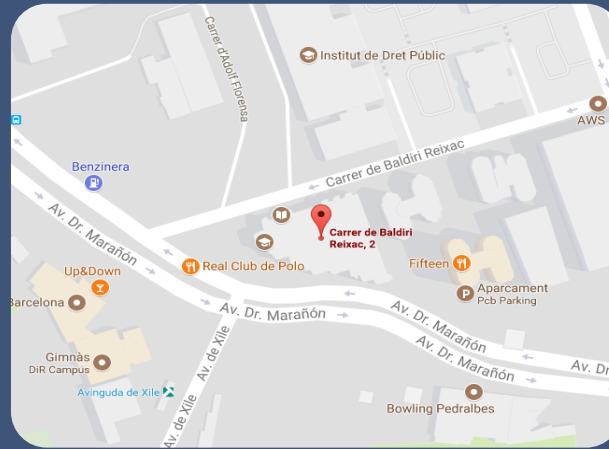 Carrer d'Adolf Florensa
Institut de Dret Públic
AWS
Carrer de Baldiri Reixac
Benzinera
Av. Dr. Marañón
Carrer de Baldiri
Reixac, 2
Real Club de Polo
Fifteen
Up&Down
Barcelona
Aparcament
Pcb Parking
Av. Dr. Marañón
Av. Dr. Marañón
Av. Dr. Marañón
Av. Dr
Gimnàs
DiR Campus
Av. de Xile
Avinguda de Xile
Av. de Xile
Bowling Pedralbes